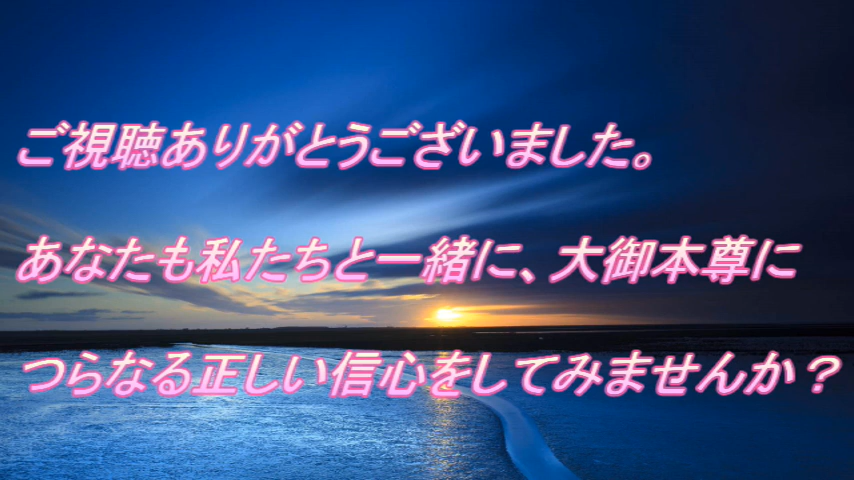 ご視聴ありがとうございました。
あなたも私たちと一緒に、大御本尊に
つらなる正しい信心をしてみませんか？